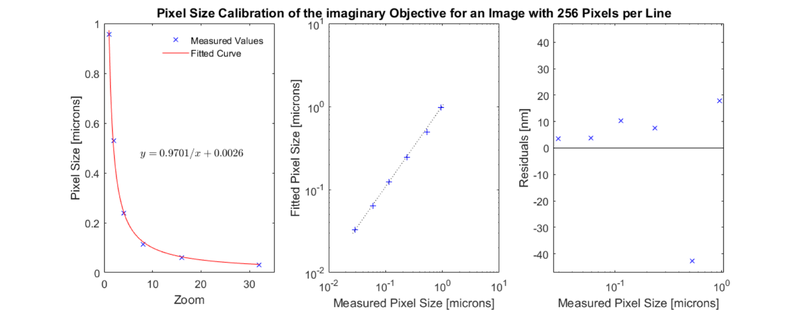 Pixel Size Calibration of the imaginary Objective for an Image with 256 Pixels per Line
Pixel Size [microns]
1
0.8
0.6
0.4
0.2
0
0 10 20 30
Zoom
Measured Values
Fitted Curve
y = 0.9701/x + 0.0026
Fitted Pixel Size [microns]
10^1
10^0
10^-1
10^-2
10^-2 10^-1 10^0 10^1
Measured Pixel Size [microns]
Residuals [nm]
40
30
20
10
0
-10
-20
-30
-40
10^-1 10^0
Measured Pixel Size [microns]